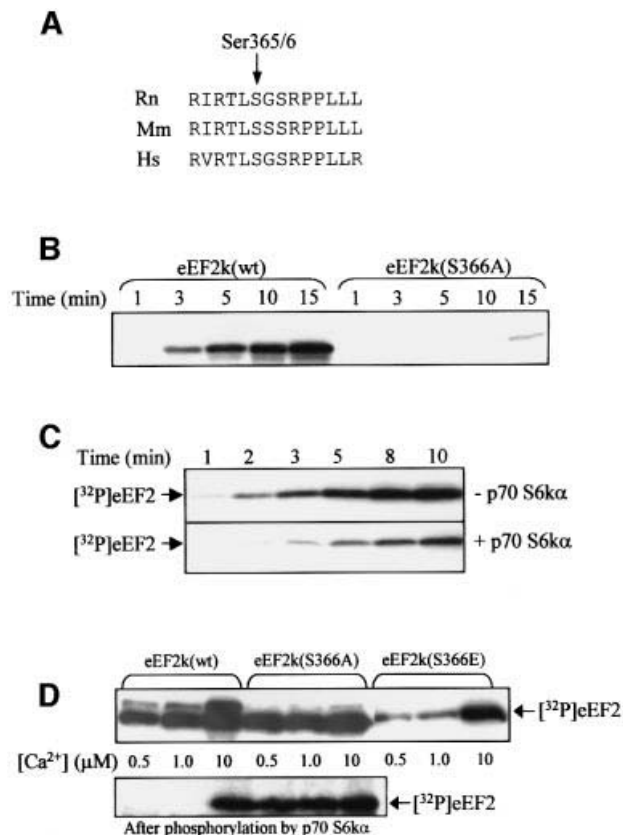 A
Ser365/6
Rn RIRTLSGSRPPLLL
Mm RIRTLSSSRPPLLL
Hs RVRTLSGSRPPLLR
B
eEF2k(wt) eEF2k(S366A)
Time (min) 1 3 5 10 15 1 3 5 10 15
C
Time (min) 1 2 3 5 8 10
[³²P]eEF2 - p70 S6kα
[³²P]eEF2 + p70 S6kα
D
eEF2k(wt) eEF2k(S366A) eEF2k(S366E)
[³²P]eEF2
[Ca²⁺] (μM) 0.5 1.0 10 0.5 1.0 10 0.5 1.0 10
[³²P]eEF2
After phosphorylation by p70 S6kα